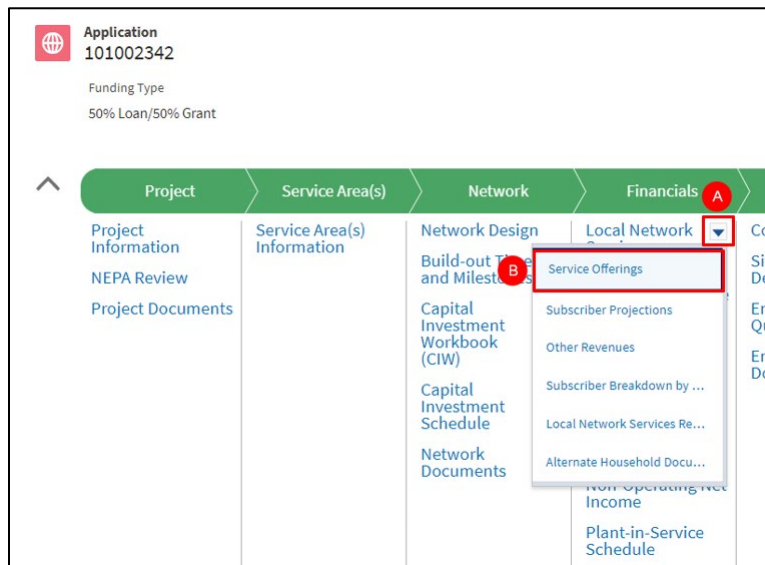 Application
101002342
Funding Type
50% Loan/50% Grant
Project
Service Area(s)
Network
Financials
A
Project
Information
NEPA Review
Project Documents
Service Area(s)
Information
Network Design
Build-out
and
Capital
Investment
Workbook
(CIW)
Capital
Investment
Schedule
Network
Documents
Local Network
B
Service Offerings
Subscriber Projections
Other Revenues
Subscriber Breakdown by ...
Local Network Services Re...
Alternate Household Docu...
Non-Operating Net
Income
Plant-in-Service
Schedule